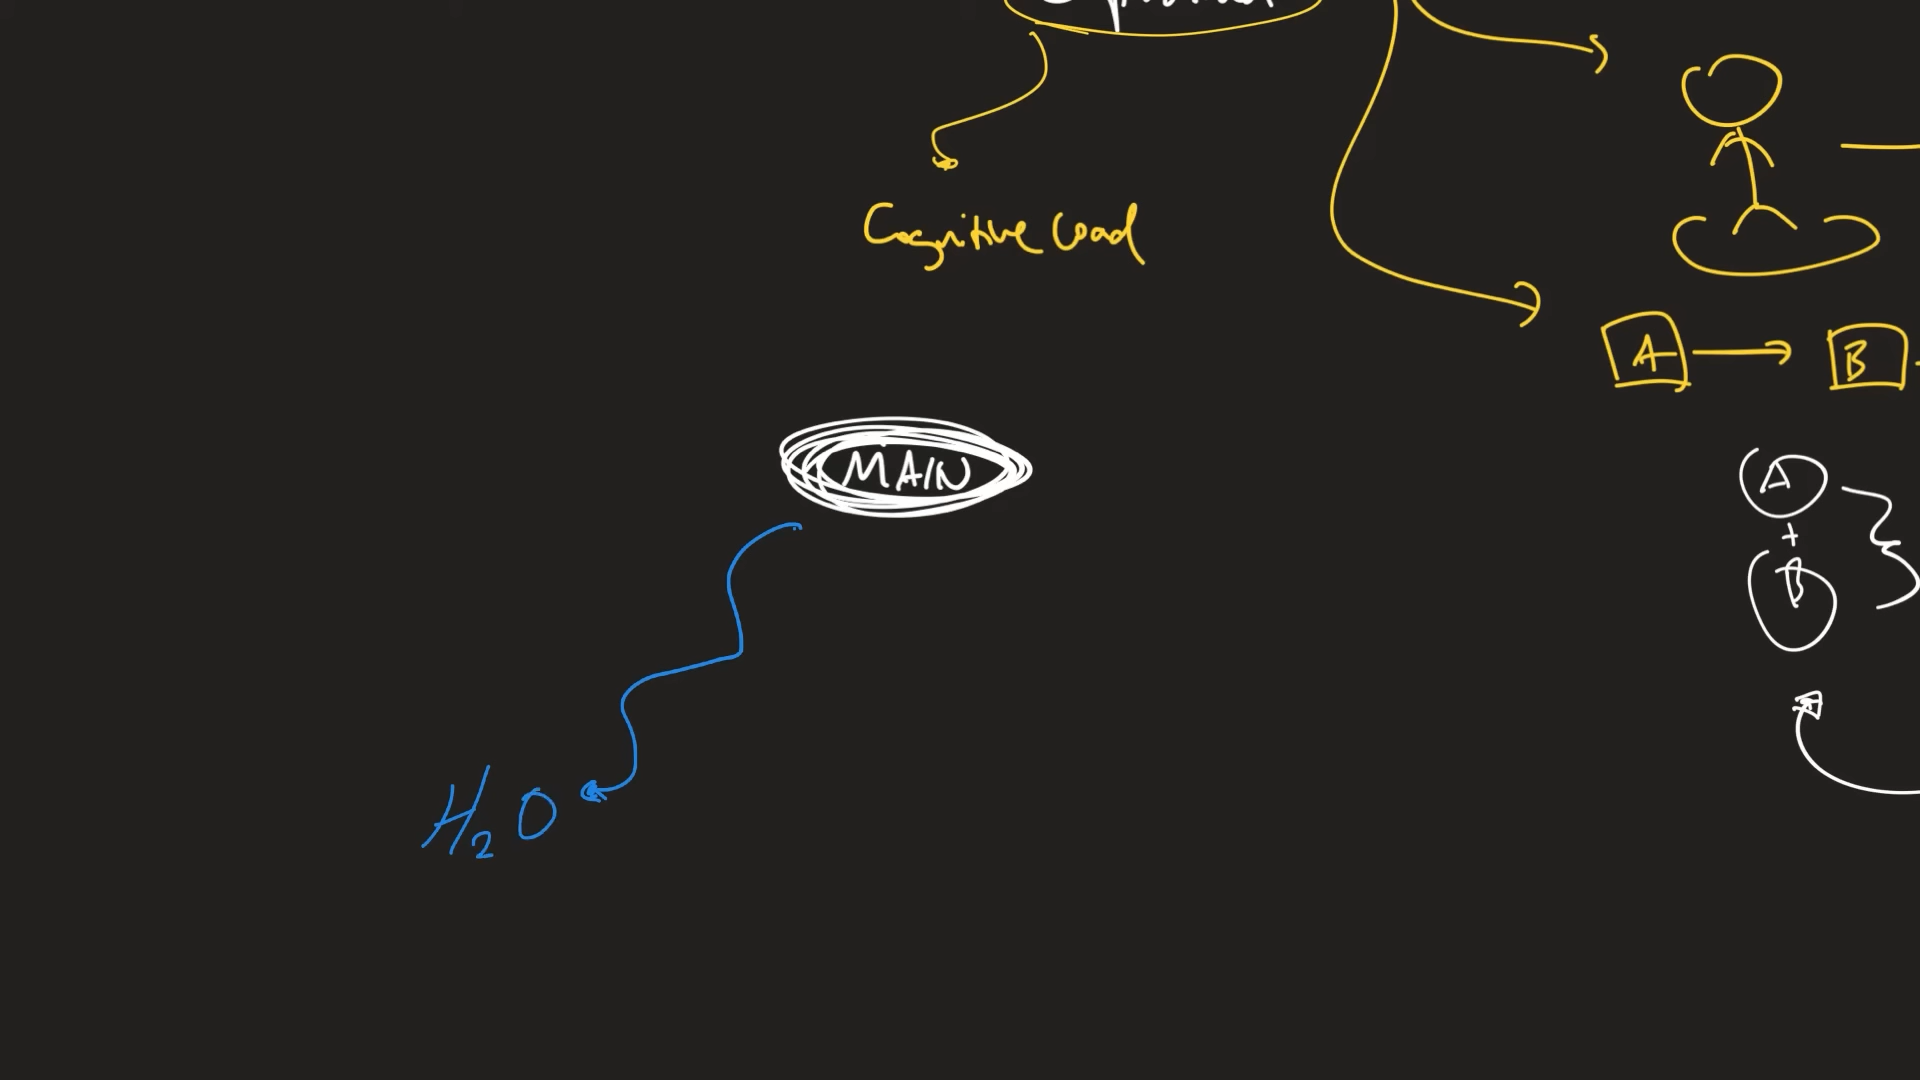 Cognitive Load
A
B
MAIN
A
+
B
H₂O